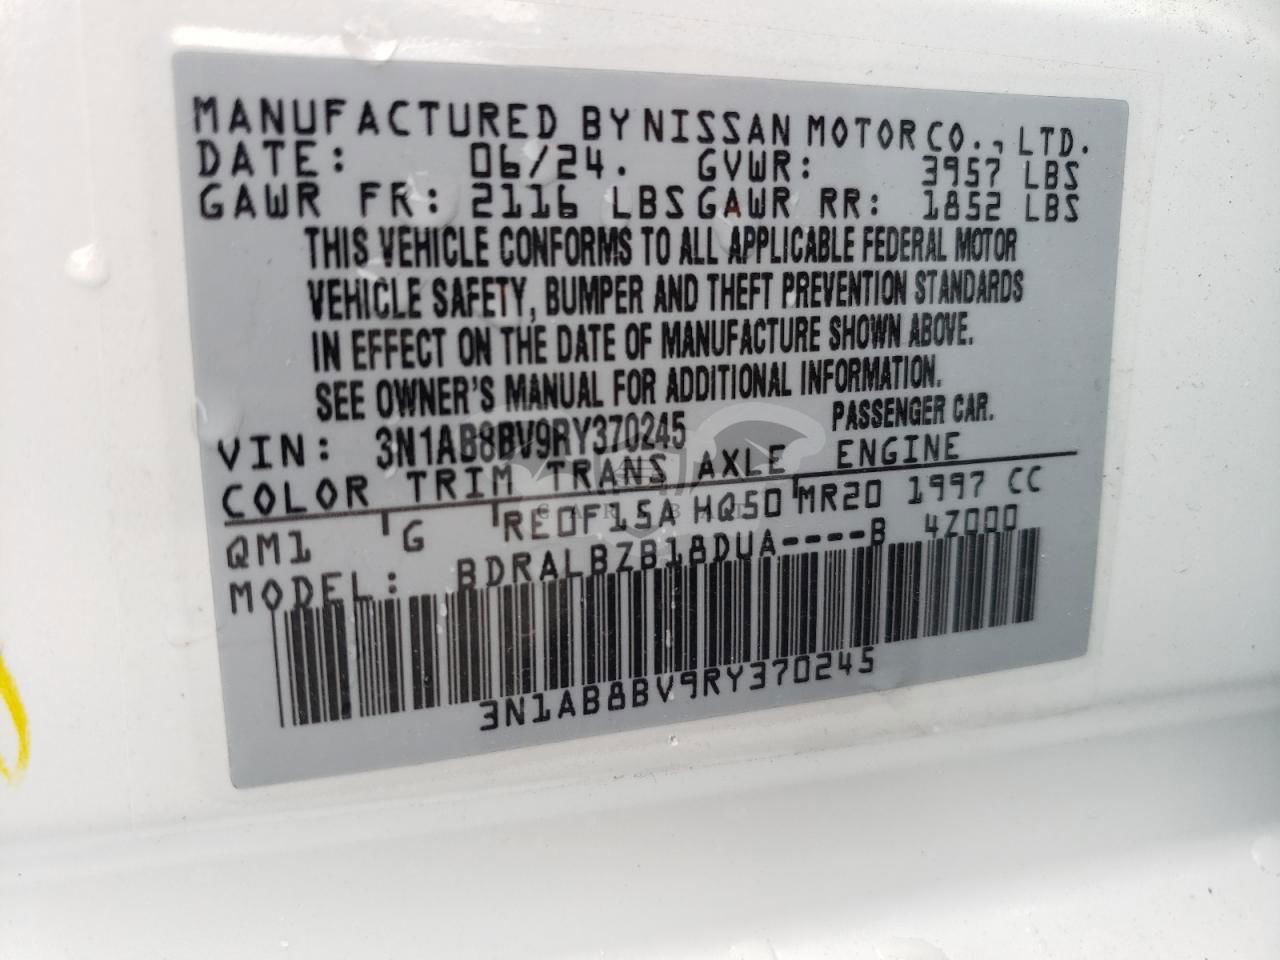 MANUFACTURED BY NISSAN MOTOR CO., LTD.
DATE: 06/24. GVWR: 3957 LBS
GAWR FR: 2116 LBS GAWR RR: 1852 LBS
THIS VEHICLE CONFORMS TO ALL APPLICABLE FEDERAL MOTOR
VEHICLE SAFETY, BUMPER AND THEFT PREVENTION STANDARDS
IN EFFECT ON THE DATE OF MANUFACTURE SHOWN ABOVE.
SEE OWNER'S MANUAL FOR ADDITIONAL INFORMATION.
VIN: 3N1AB8BV9RY370245 PASSENGER CAR.
COLOR TRIM TRANS AXLE ENGINE
QM1 G RE0F15A HQ50 MR20 1997 CC
MODEL: BDRALBZB18DUA----B 4Z000
3N1AB8BV9RY370245